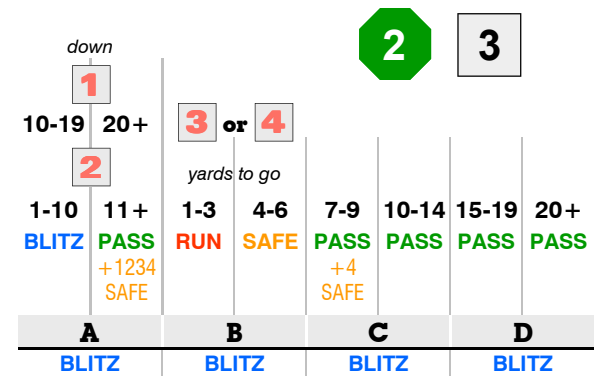 2 3
down
1
10-19 20+ 3 or 4
2 yards to go
1-10 11+ 1-3 4-6 7-9 10-14 15-19 20+
BLITZ PASS RUN SAFE PASS PASS PASS PASS
+1234 +4
SAFE SAFE
A B C D
BLITZ BLITZ BLITZ BLITZ